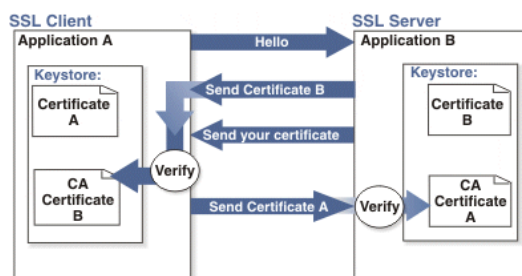 SSL Client
SSL Server
Application A
Hello
Application B
Keystore:
Keystore:
Send Certificate B
Certificate
A
Certificate
B
Send your certificate
Verify
CA
Certificate
B
CA
Certificate
A
Send Certificate A
Verify